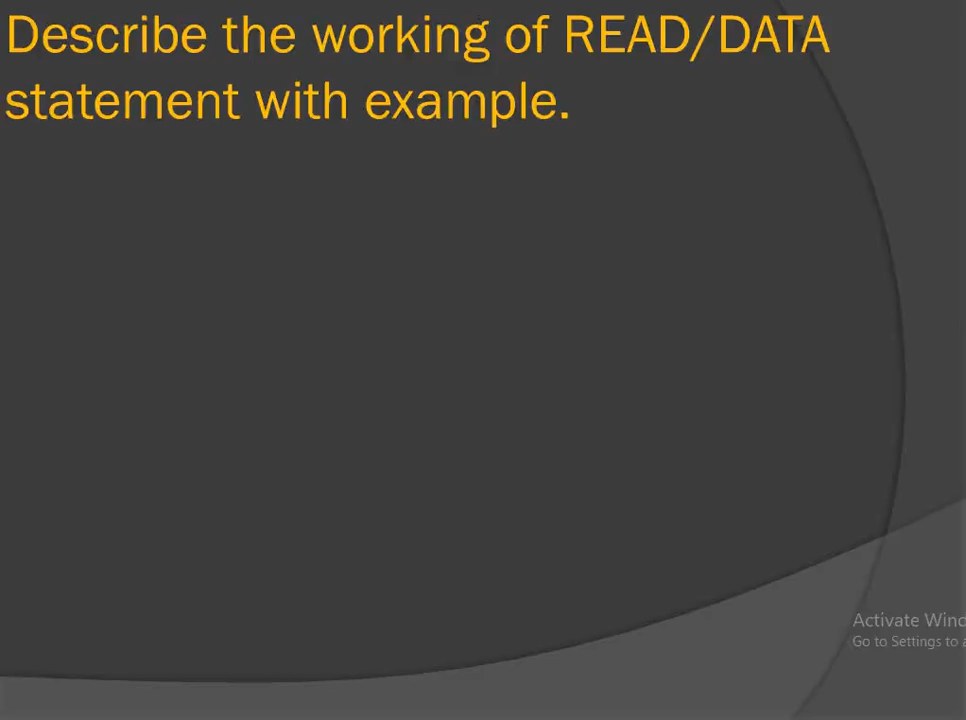 Describe the working of READ/DATA
statement with example.
Activate Wind
Go to Settings to a